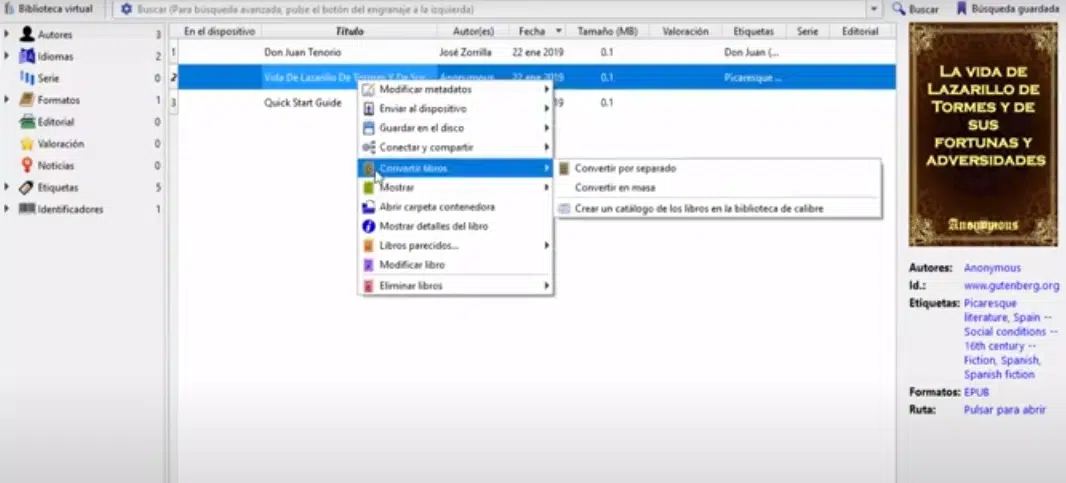 Biblioteca virtual
Buscar (Para búsqueda avanzada, pulse el botón del engranaje a la izquierda)
Buscar
Búsqueda guardada
Autores 3
Idiomas 2
Serie 0
Formatos 1
Editorial 0
Valoración 0
Noticias 0
Etiquetas 5
Identificadores 1
En el dispositivo Título Autor(es) Fecha Tamaño (MB) Valoración Etiquetas Serie Editorial
1 Don Juan Tenorio José Zorrilla 22 ene 2019 0.1 Don Juan (...
2 Vida De Lazarillo De Tormes Y De Sus... Anonymous 22 ene 2019 0.1 Picaresque ...
3 Quick Start Guide 19 0.1
Modificar metadatos
Enviar al dispositivo
Guardar en el disco
Conectar y compartir
Convertir libros
Mostrar
Abrir carpeta contenedora
Mostrar detalles del libro
Libros parecidos...
Modificar libro
Eliminar libros
Convertir por separado
Convertir en masa
Crear un catálogo de los libros en la biblioteca de calibre
LA VIDA DE
LAZARILLO DE
TORMES Y DE
SUS
FORTUNAS Y
ADVERSIDADES
Anonymous
Autores: Anonymous
Id.: www.gutenberg.org
Etiquetas: Picaresque
literature, Spain --
Social conditions --
16th century --
Fiction, Spanish,
Spanish fiction
Formatos: EPUB
Ruta: Pulsar para abrir